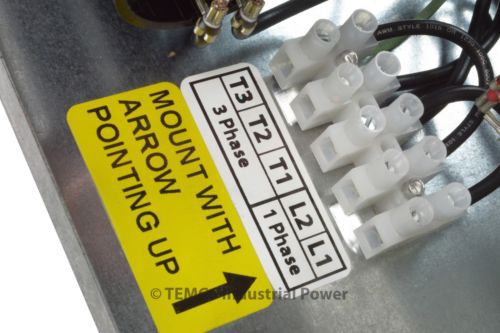 MOUNT WITH
ARROW
POINTING UP
T3 T2 T1 L2 L1
3 Phase 1 Phase
© TEMCo Industrial Power